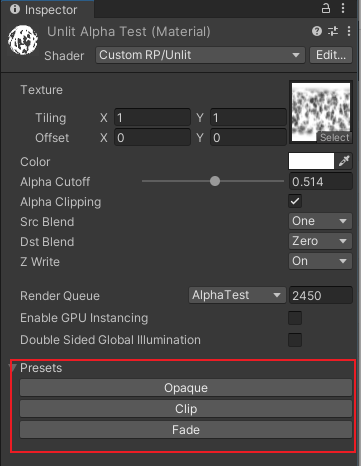 Inspector
Unlit Alpha Test (Material)
Shader Custom RP/Unlit Edit...
Texture
Tiling X 1 Y 1
Offset X 0 Y 0
Select
Color
Alpha Cutoff 0.514
Alpha Clipping
Src Blend One
Dst Blend Zero
Z Write On
Render Queue AlphaTest 2450
Enable GPU Instancing
Double Sided Global Illumination
Presets
Opaque
Clip
Fade